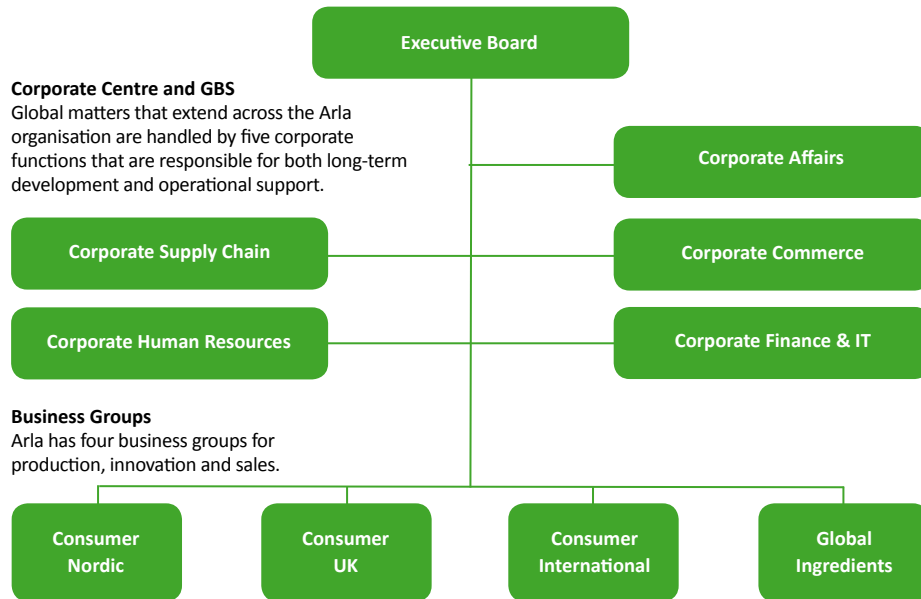 Executive Board
Corporate Centre and GBS
Global matters that extend across the Arla
organisation are handled by five corporate
functions that are responsible for both long-term
development and operational support.
Corporate Affairs
Corporate Supply Chain
Corporate Commerce
Corporate Human Resources
Corporate Finance & IT
Business Groups
Arla has four business groups for
production, innovation and sales.
Consumer
Nordic
Consumer
UK
Consumer
International
Global
Ingredients